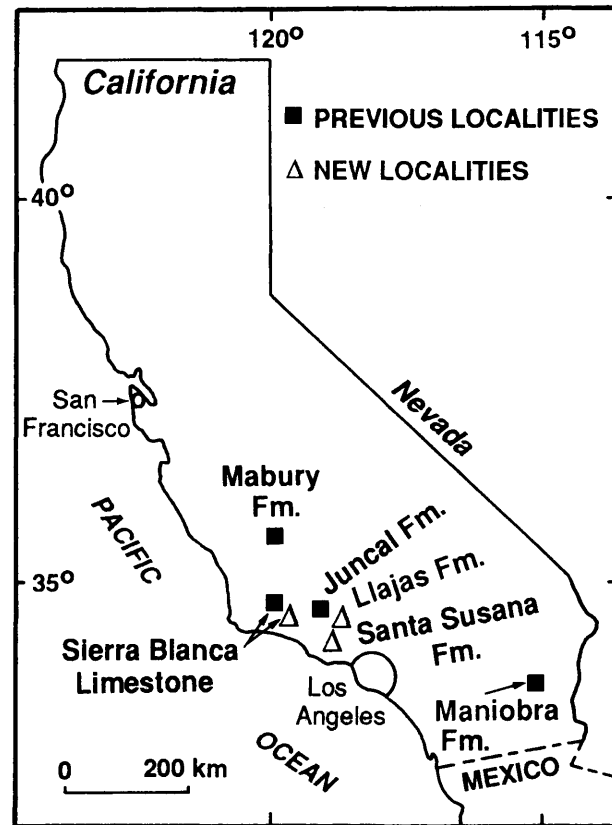 120°
115°
California
■ PREVIOUS LOCALITIES
△ NEW LOCALITIES
40°
Nevada
San
Francisco
Mabury
Fm.
PACIFIC
Juncal Fm.
Llajas Fm.
35°
Santa Susana
Fm.
Sierra Blanca
Limestone
Los
Angeles
Maniobra
Fm.
OCEAN
MEXICO
0
200 km